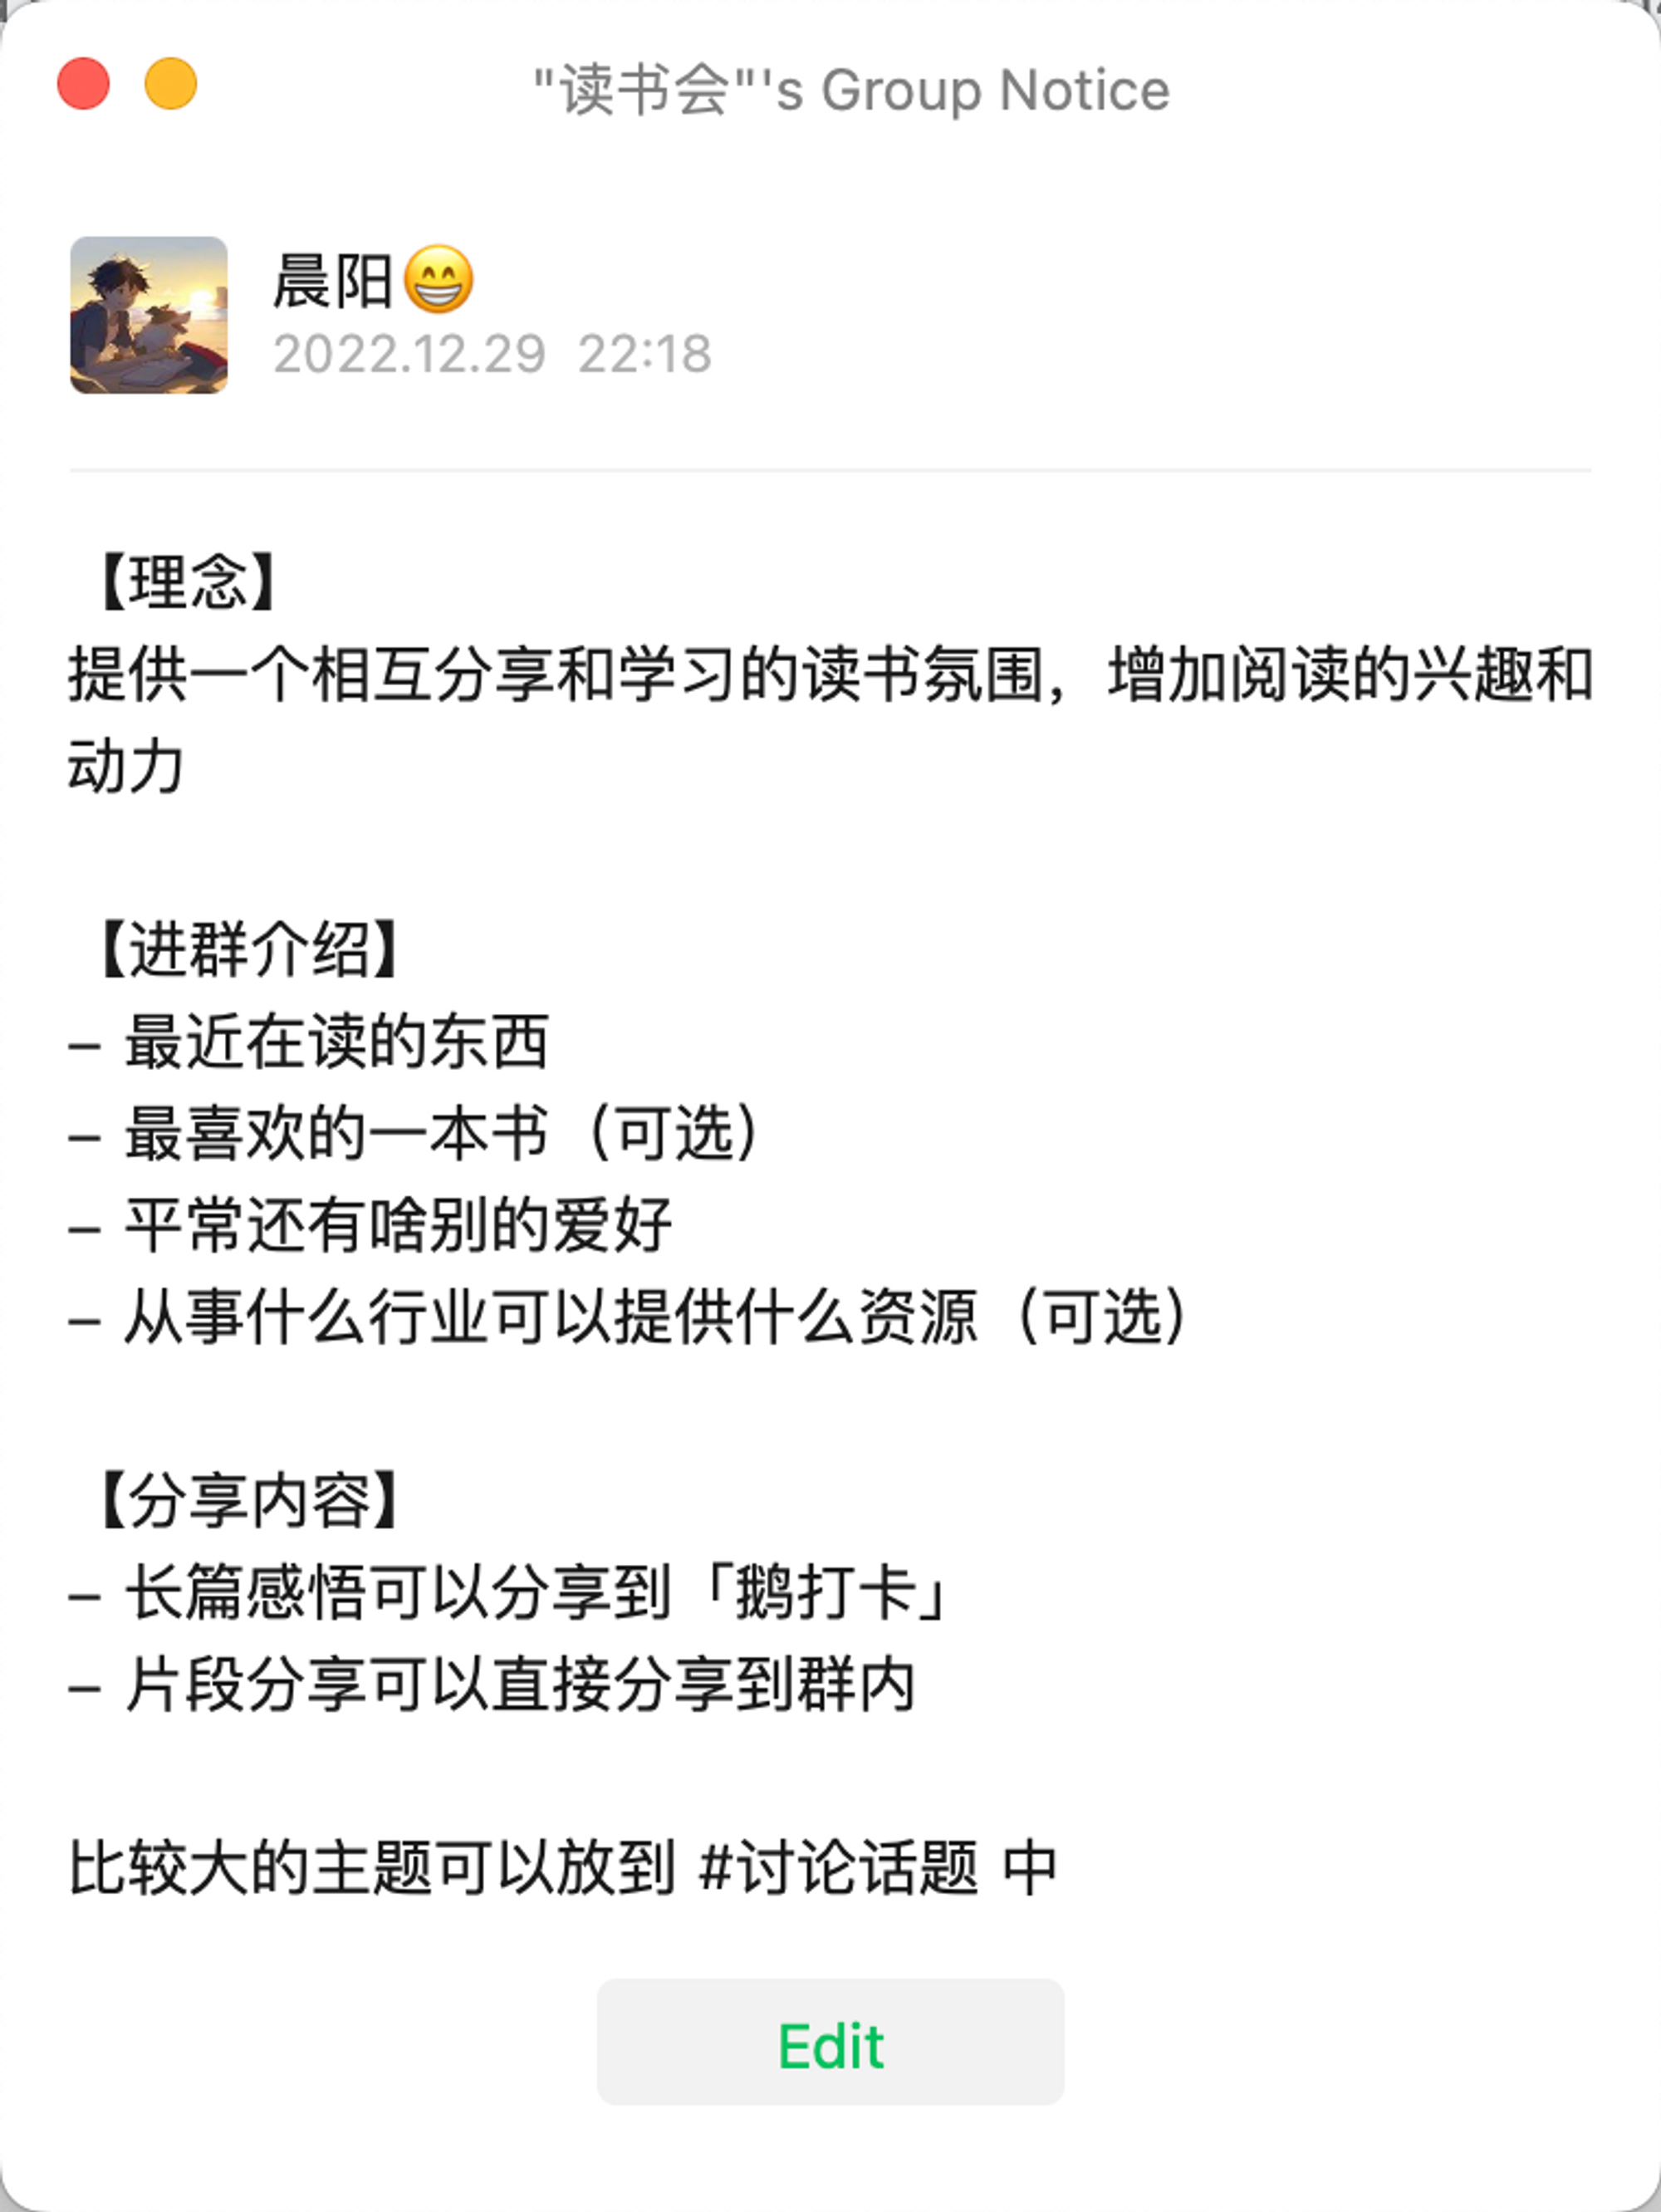 "读书会"'s Group Notice
晨阳😁
2022.12.29 22:18
【理念】
提供一个相互分享和学习的读书氛围，增加阅读的兴趣和
动力
【进群介绍】
– 最近在读的东西
– 最喜欢的一本书（可选）
– 平常还有啥别的爱好
– 从事什么行业可以提供什么资源（可选）
【分享内容】
– 长篇感悟可以分享到「鹅打卡」
– 片段分享可以直接分享到群内
比较大的主题可以放到 #讨论话题 中
Edit